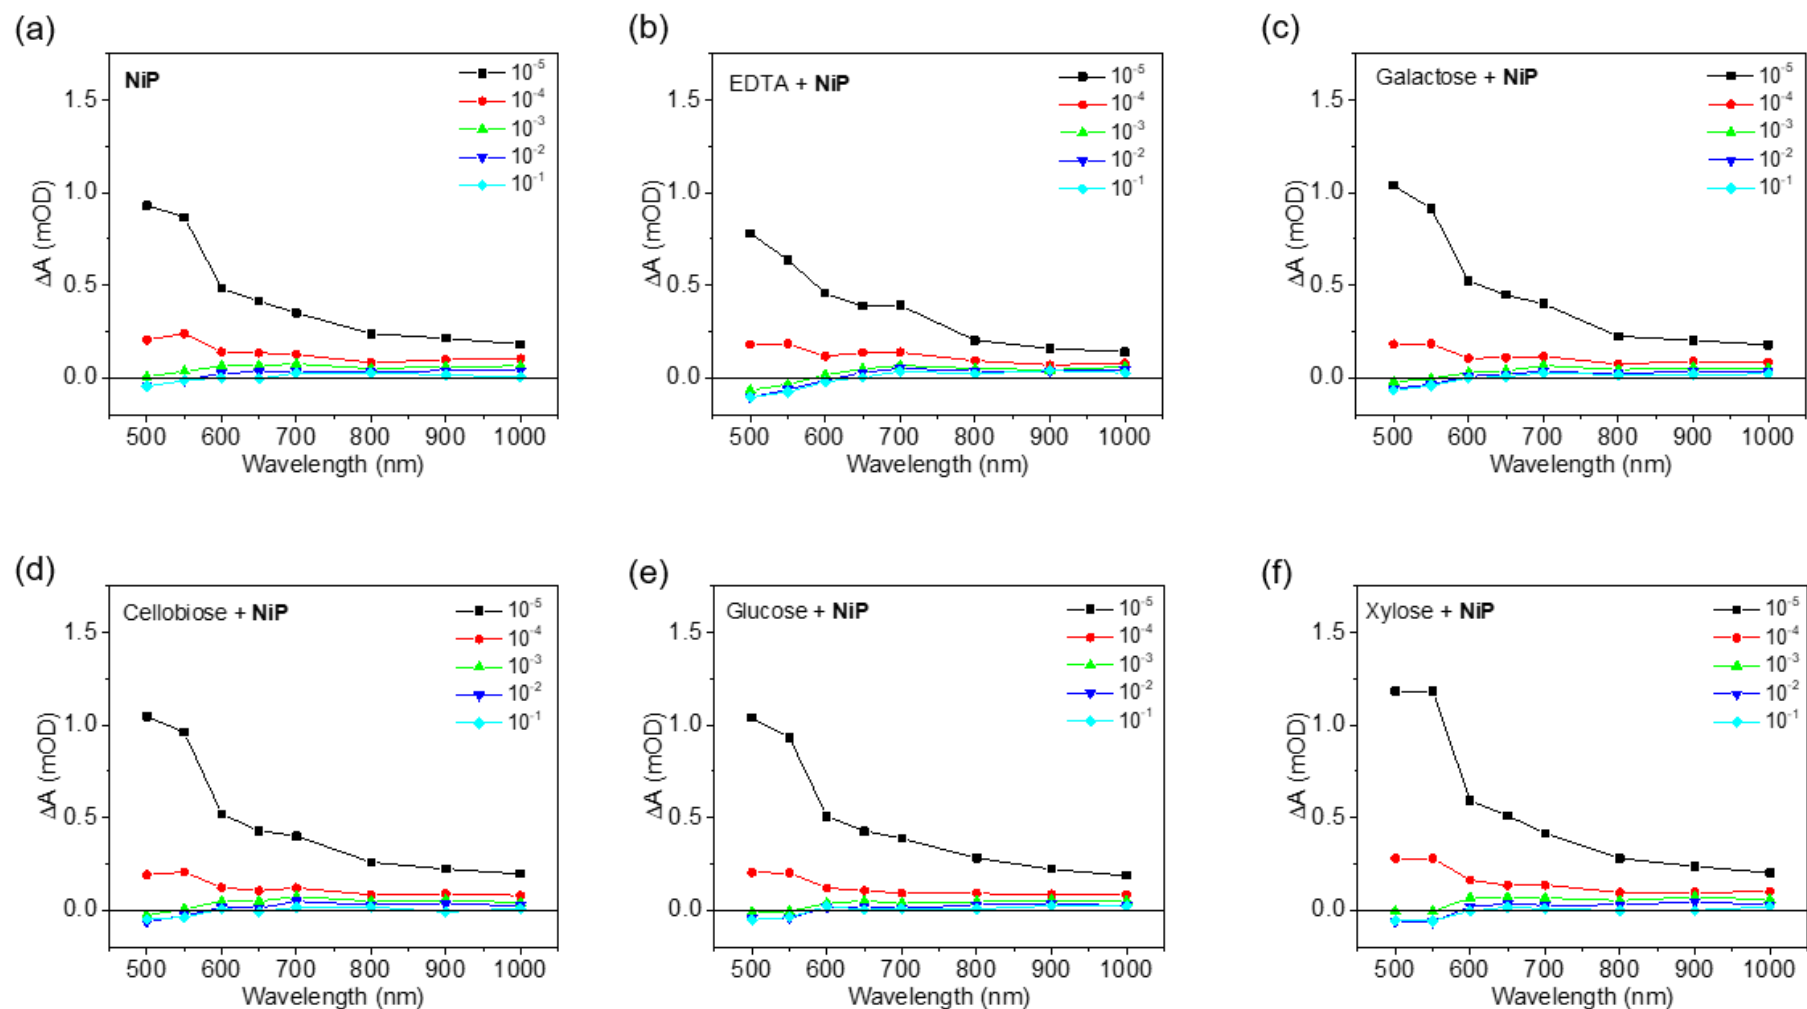 (a)
NiP
10⁻⁵
10⁻⁴
10⁻³
10⁻²
10⁻¹
1.5
1.0
0.5
0.0
ΔA (mOD)
500 600 700 800 900 1000
Wavelength (nm)
(b)
EDTA + NiP
10⁻⁵
10⁻⁴
10⁻³
10⁻²
10⁻¹
1.5
1.0
0.5
0.0
ΔA (mOD)
500 600 700 800 900 1000
Wavelength (nm)
(c)
Galactose + NiP
10⁻⁵
10⁻⁴
10⁻³
10⁻²
10⁻¹
1.5
1.0
0.5
0.0
ΔA (mOD)
500 600 700 800 900 1000
Wavelength (nm)
(d)
Cellobiose + NiP
10⁻⁵
10⁻⁴
10⁻³
10⁻²
10⁻¹
1.5
1.0
0.5
0.0
ΔA (mOD)
500 600 700 800 900 1000
Wavelength (nm)
(e)
Glucose + NiP
10⁻⁵
10⁻⁴
10⁻³
10⁻²
10⁻¹
1.5
1.0
0.5
0.0
ΔA (mOD)
500 600 700 800 900 1000
Wavelength (nm)
(f)
Xylose + NiP
10⁻⁵
10⁻⁴
10⁻³
10⁻²
10⁻¹
1.5
1.0
0.5
0.0
ΔA (mOD)
500 600 700 800 900 1000
Wavelength (nm)